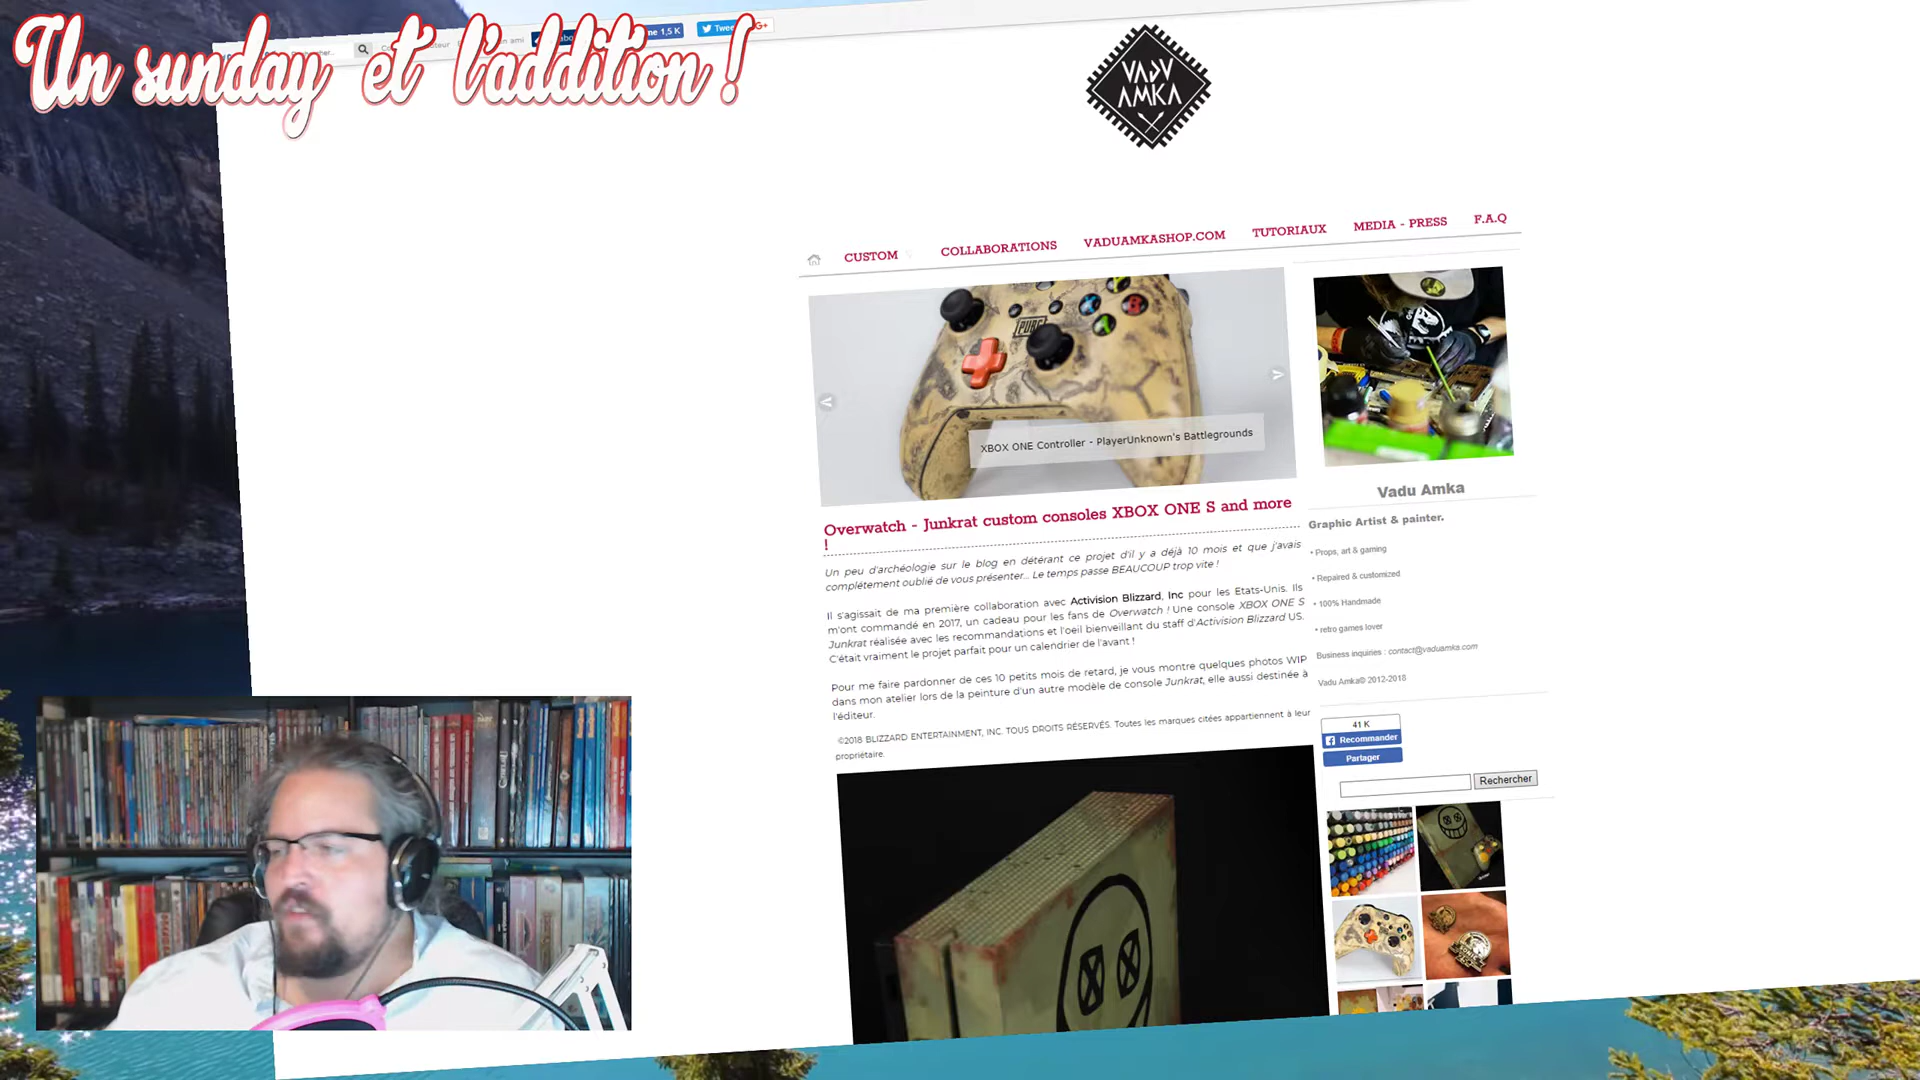 Un sunday et l'addition !
1,5 K
VADU
AMKA
CUSTOM
COLLABORATIONS
VADUAMKASHOP.COM
TUTORIAUX
MEDIA - PRESS
F.A.Q
PUBG
XBOX ONE Controller - PlayerUnknown's Battlegrounds
Overwatch - Junkrat custom consoles XBOX ONE S and more
!
Un peu d'archéologie sur le blog en détérant ce projet d'il y a déjà 10 mois et que j'avais
complétement oublié de vous présenter... Le temps passe BEAUCOUP trop vite !
Il s'agissait de ma première collaboration avec Activision Blizzard, Inc pour les Etats-Unis. Ils
m'ont commandé en 2017, un cadeau pour les fans de Overwatch ! Une console XBOX ONE S
Junkrat réalisée avec les recommandations et l'oeil bienveillant du staff d'Activision Blizzard US.
C'était vraiment le projet parfait pour un calendrier de l'avant !
Pour me faire pardonner de ces 10 petits mois de retard, je vous montre quelques photos WIP
dans mon atelier lors de la peinture d'un autre modèle de console Junkrat, elle aussi destinée à
l'éditeur.
©2018 BLIZZARD ENTERTAINMENT, INC. TOUS DROITS RÉSERVÉS. Toutes les marques citées appartiennent à leur
propriétaire.
Vadu Amka
Graphic Artist & painter.
• Props, art & gaming
• Repaired & customized
• 100% Handmade
• retro games lover
Business inquiries : contact@vaduamka.com
Vadu Amka© 2012-2018
41 K
Recommander
Partager
Rechercher